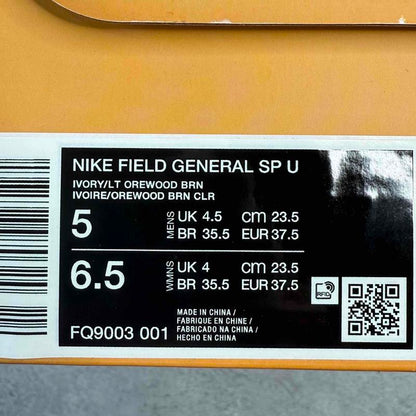 NIKE FIELD GENERAL SP U
IVORY/LT OREWOOD BRN
IVOIRE/OREWOOD BRN CLR
5 MENS UK 4.5 cm 23.5
BR 35.5 EUR 37.5
6.5 WMNS UK 4 cm 23.5
BR 35.5 EUR 37.5
RFID
FQ9003 001
MADE IN CHINA /
FABRIQUE EN CHINE /
FABRICADO NA CHINA /
HECHO EN CHINA